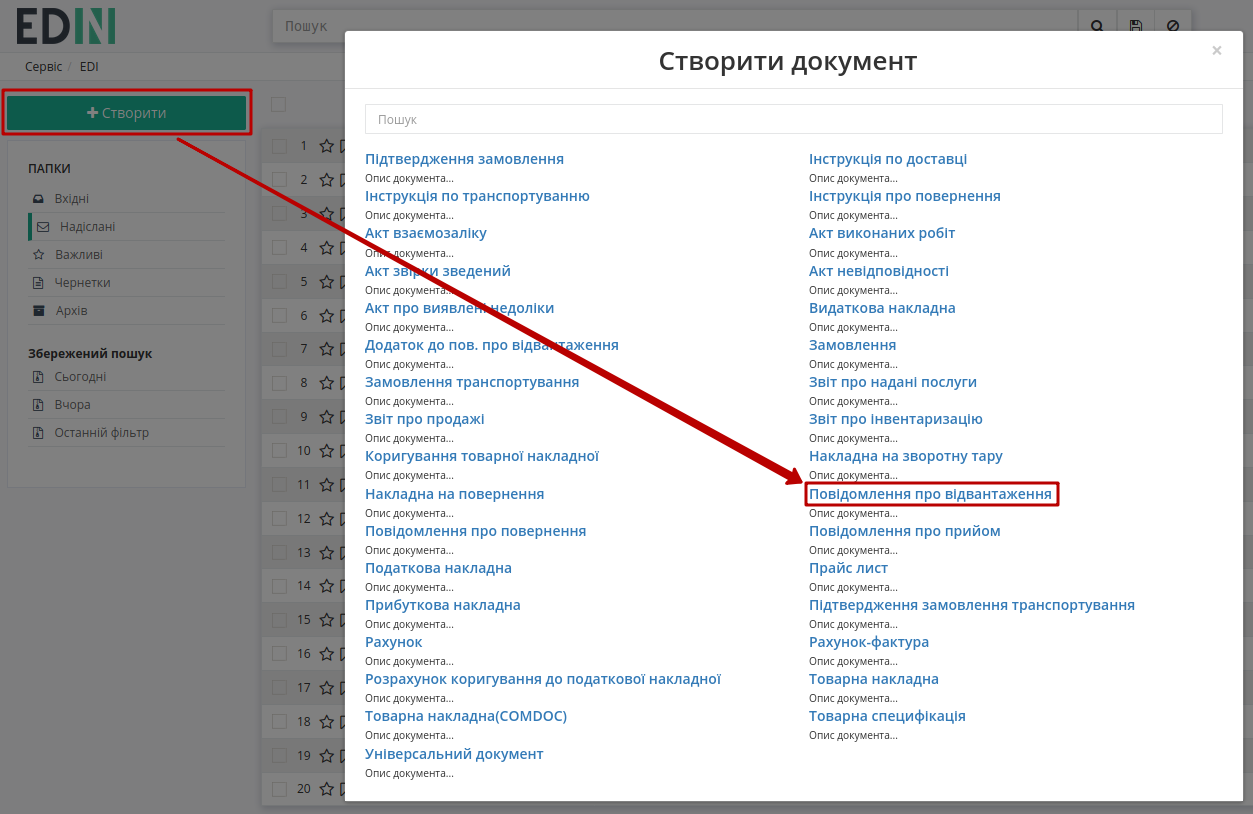 EDIN
Пошук
Сервіс / EDI
Створити
ПАПКИ
Вхідні
Надіслані
Важливі
Чернетки
Архів
Збережений пошук
Сьогодні
Вчора
Останній фільтр
1
2
3
4
5
6
7
8
9
10
11
12
13
14
15
16
17
18
19
20
Створити документ
×
Пошук
Підтвердження замовлення
Опис документа...
Інструкція по доставці
Опис документа...
Інструкція по транспортуванню
Опис документа...
Інструкція про повернення
Опис документа...
Акт взаємозаліку
Опис документа...
Акт виконаних робіт
Опис документа...
Акт звірки зведений
Опис документа...
Акт невідповідності
Опис документа...
Акт про виявлені недоліки
Опис документа...
Видаткова накладна
Опис документа...
Додаток до пов. про відвантаження
Опис документа...
Замовлення
Опис документа...
Замовлення транспортування
Опис документа...
Звіт про надані послуги
Опис документа...
Звіт про продажі
Опис документа...
Звіт про інвентаризацію
Опис документа...
Коригування товарної накладної
Опис документа...
Накладна на зворотну тару
Опис документа...
Накладна на повернення
Опис документа...
Повідомлення про відвантаження
Опис документа...
Повідомлення про повернення
Опис документа...
Повідомлення про прийом
Опис документа...
Податкова накладна
Опис документа...
Прайс лист
Опис документа...
Прибуткова накладна
Опис документа...
Підтвердження замовлення транспортування
Опис документа...
Рахунок
Опис документа...
Рахунок-фактура
Опис документа...
Розрахунок коригування до податкової накладної
Опис документа...
Товарна накладна
Опис документа...
Товарна накладна(COMDOC)
Опис документа...
Товарна специфікація
Опис документа...
Універсальний документ
Опис документа...